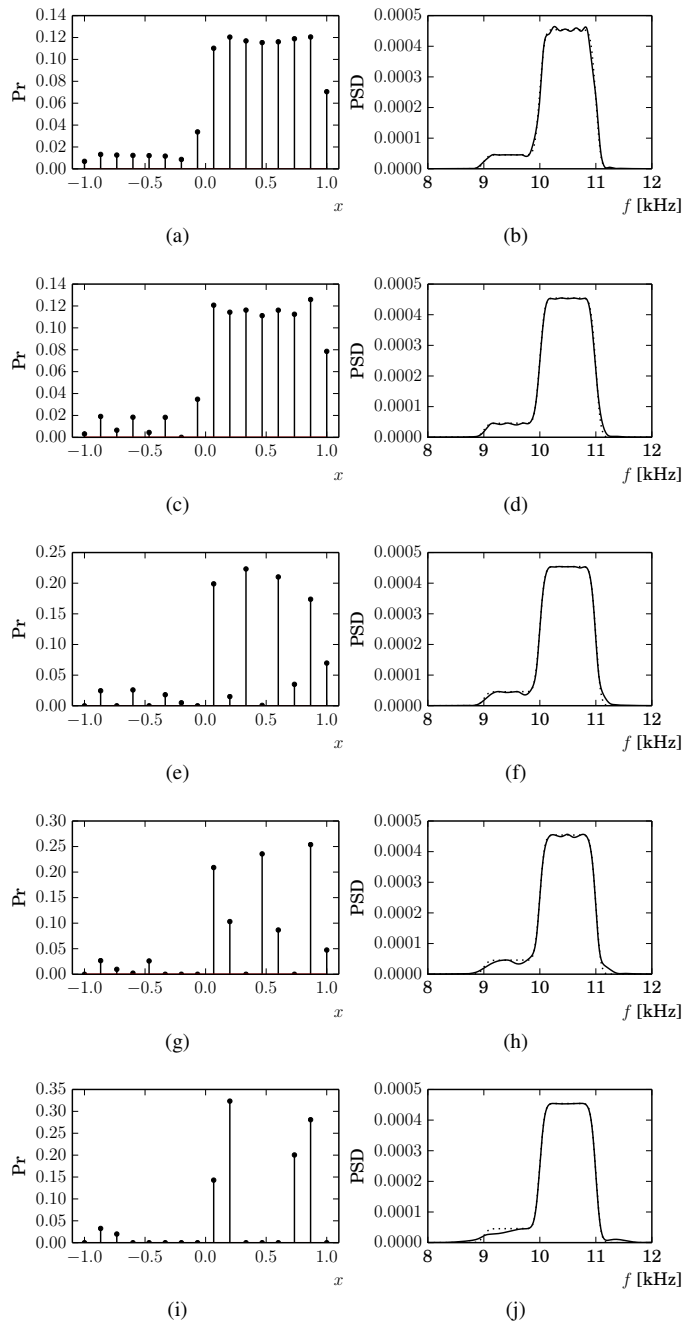 0.14
0.12
0.10
0.08
0.06
0.04
0.02
0.00
Pr
−1.0 −0.5 0.0 0.5 1.0
x
(a)
0.0005
0.0004
0.0003
0.0002
0.0001
0.0000
PSD
8 9 10 11 12
f [kHz]
(b)
0.14
0.12
0.10
0.08
0.06
0.04
0.02
0.00
Pr
−1.0 −0.5 0.0 0.5 1.0
x
(c)
0.0005
0.0004
0.0003
0.0002
0.0001
0.0000
PSD
8 9 10 11 12
f [kHz]
(d)
0.25
0.20
0.15
0.10
0.05
0.00
Pr
−1.0 −0.5 0.0 0.5 1.0
x
(e)
0.0005
0.0004
0.0003
0.0002
0.0001
0.0000
PSD
8 9 10 11 12
f [kHz]
(f)
0.30
0.25
0.20
0.15
0.10
0.05
0.00
Pr
−1.0 −0.5 0.0 0.5 1.0
x
(g)
0.0005
0.0004
0.0003
0.0002
0.0001
0.0000
PSD
8 9 10 11 12
f [kHz]
(h)
0.35
0.30
0.25
0.20
0.15
0.10
0.05
0.00
Pr
−1.0 −0.5 0.0 0.5 1.0
x
(i)
0.0005
0.0004
0.0003
0.0002
0.0001
0.0000
PSD
8 9 10 11 12
f [kHz]
(j)